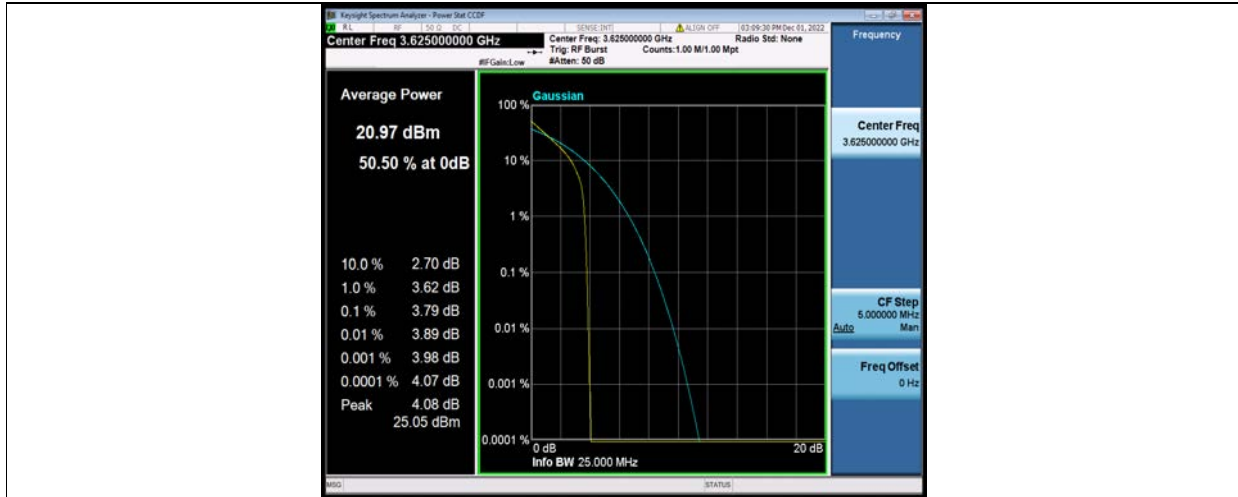 Keysight Spectrum Analyzer - Power Stat CCDF
RL RF 50 Ω DC SENSE:INT ALIGN OFF 03:09:30 PM Dec 01, 2022
Center Freq 3.625000000 GHz
Center Freq: 3.625000000 GHz Radio Std: None
Trig: RF Burst Counts:1.00 M/1.00 Mpt
#IFGain:Low #Atten: 50 dB
Frequency
Average Power
20.97 dBm
50.50 % at 0dB
10.0 % 2.70 dB
1.0 % 3.62 dB
0.1 % 3.79 dB
0.01 % 3.89 dB
0.001 % 3.98 dB
0.0001 % 4.07 dB
Peak 4.08 dB
25.05 dBm
Gaussian
100 %
10 %
1 %
0.1 %
0.01 %
0.001 %
0.0001 %
0 dB 20 dB
Info BW 25.000 MHz
Center Freq
3.625000000 GHz
CF Step
5.000000 MHz
Auto Man
Freq Offset
0 Hz
MSG STATUS